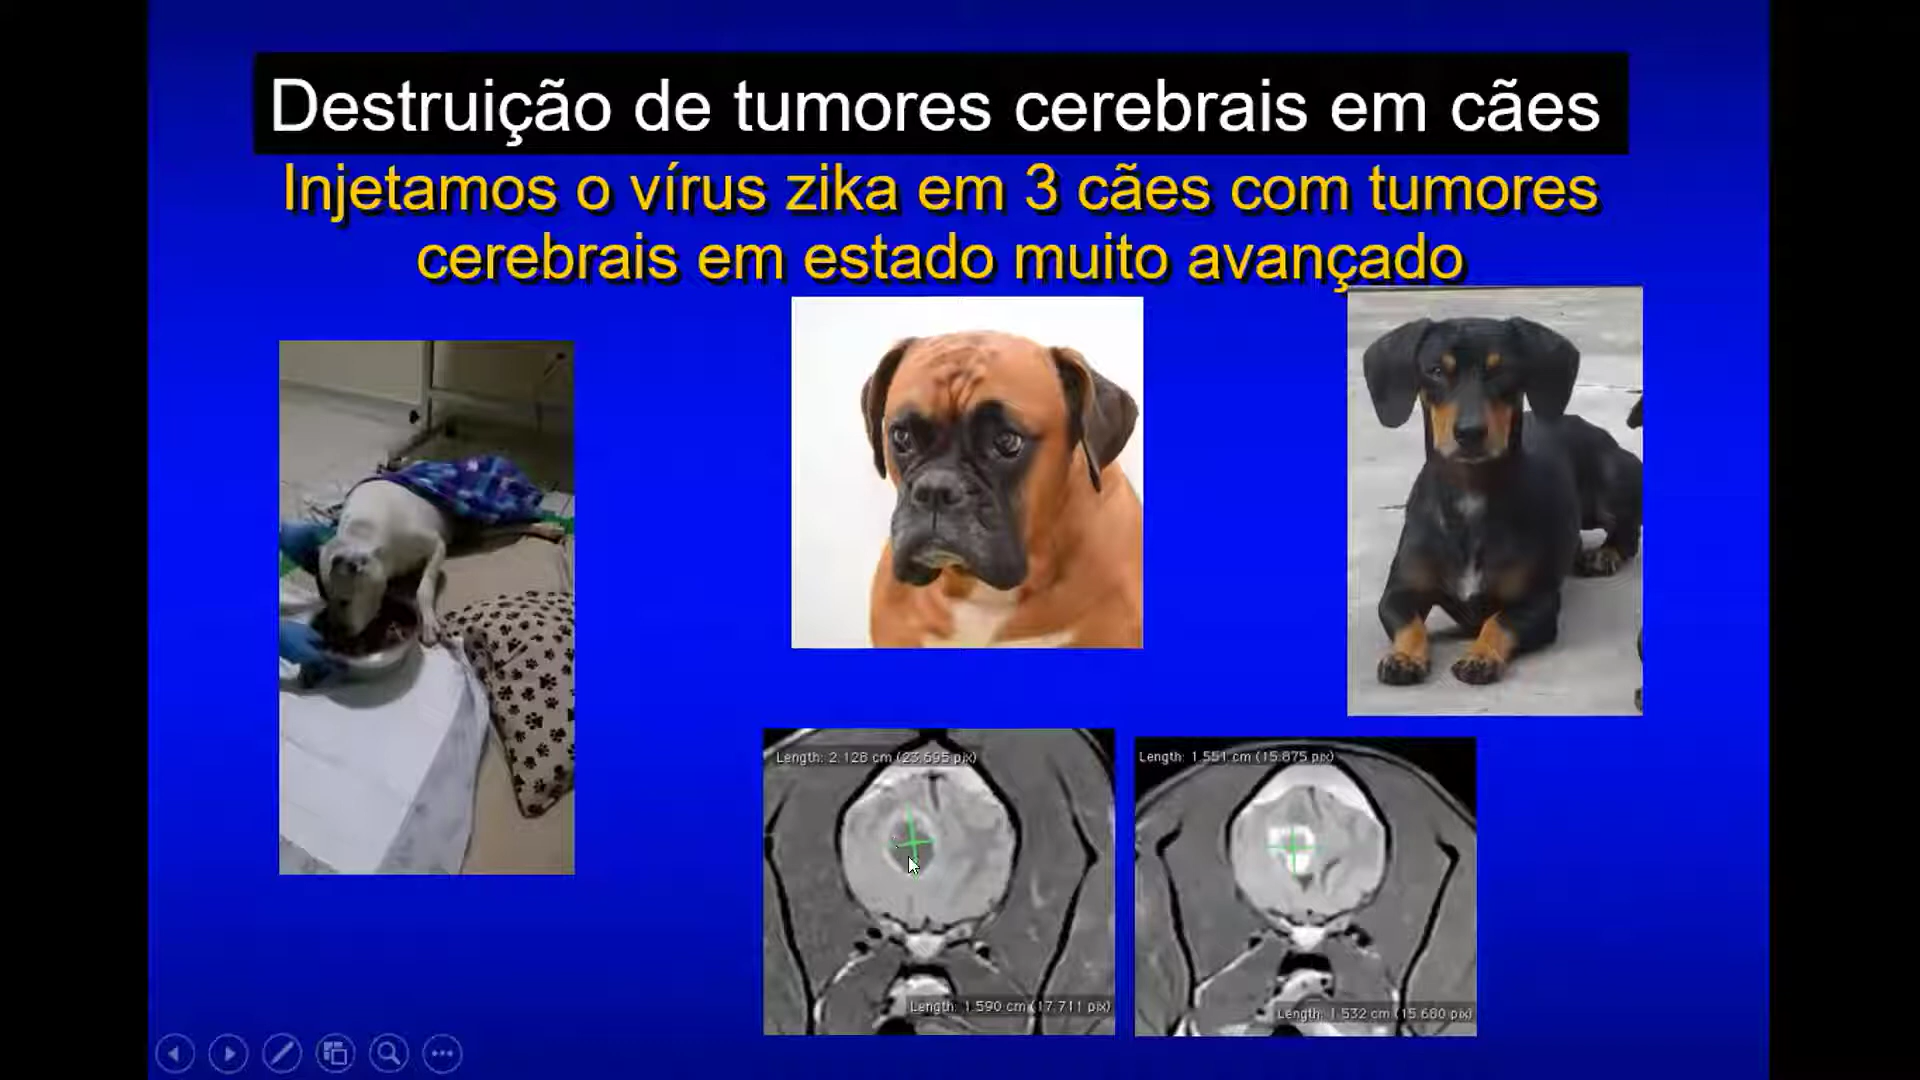 Destruição de tumores cerebrais em cães
Injetamos o vírus zika em 3 cães com tumores
cerebrais em estado muito avançado
Length: 2.128 cm (23.695 pix)
Length: 1.551 cm (15.875 pix)
Length: 1.590 cm (17.711 pix)
Length: 1.532 cm (15.680 pix)